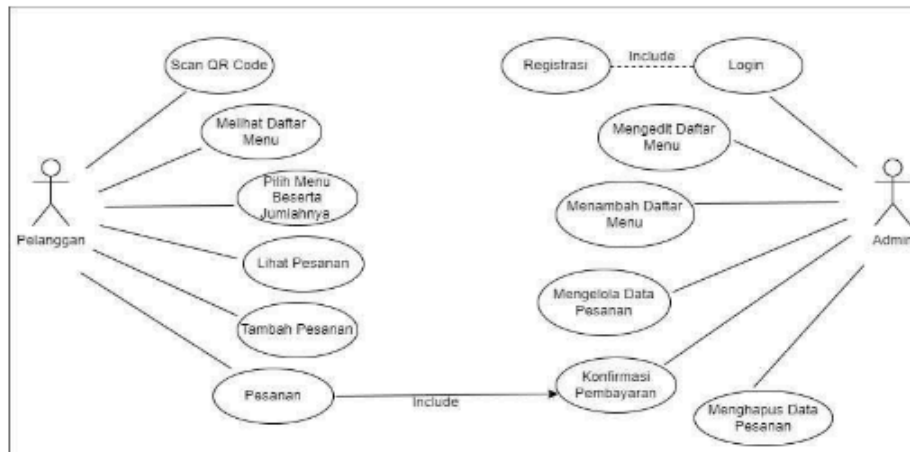 Scan QR Code
Melihat Daftar
Menu
Pilih Menu
Beserta
Jumlahnya
Lihat Pesanan
Tambah Pesanan
Pesanan
Pelanggan
Include
Registrasi
Include
Login
Mengedit Daftar
Menu
Menambah Daftar
Menu
Mengelola Data
Pesanan
Konfirmasi
Pembayaran
Menghapus Data
Pesanan
Admin